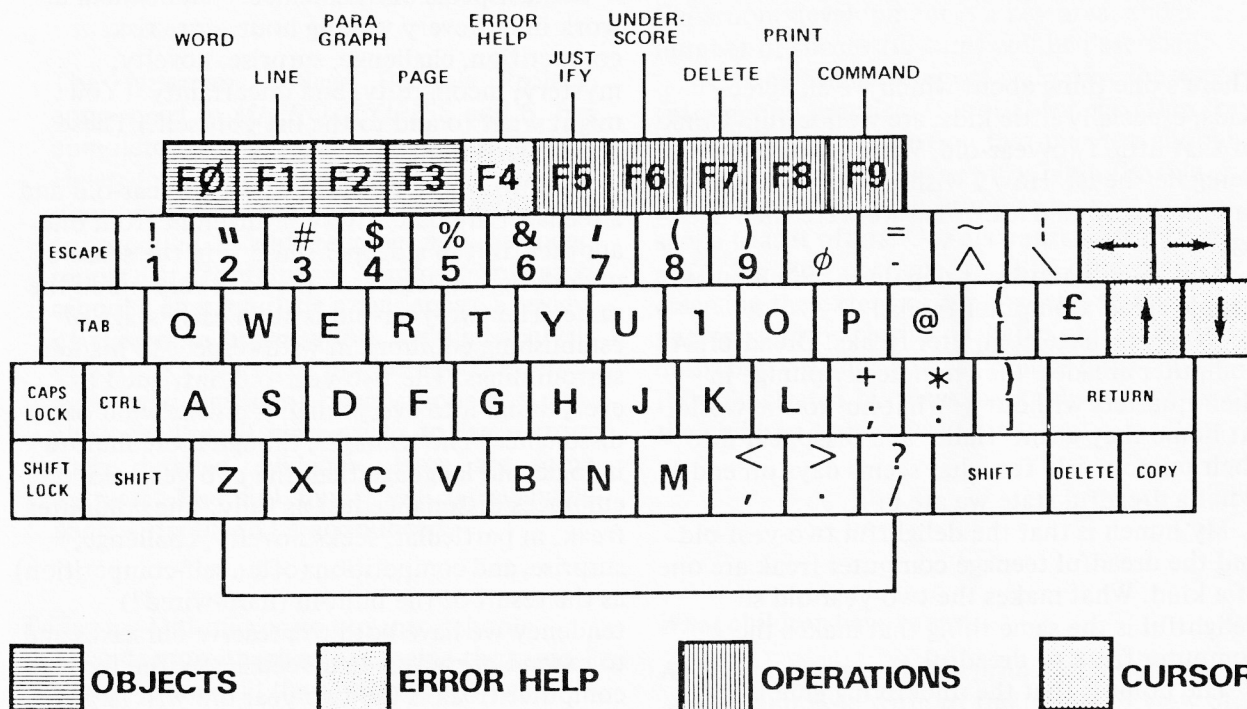 PARA ERROR UNDER-
WORD GRAPH HELP SCORE PRINT
LINE PAGE JUST DELETE COMMAND
IFY
FØ F1 F2 F3 F4 F5 F6 F7 F8 F9
ESCAPE ! " # $ % & ' ( ) = ~ ¦ ← →
1 2 3 4 5 6 7 8 9 Ø - ^ \
TAB Q W E R T Y U 1 O P @ { [ £ _ ↑ ↓
CAPS LOCK CTRL A S D F G H J K L + ; * : } ] RETURN
SHIFT LOCK SHIFT Z X C V B N M < , > . ? / SHIFT DELETE COPY
OBJECTS ERROR HELP OPERATIONS CURSOR